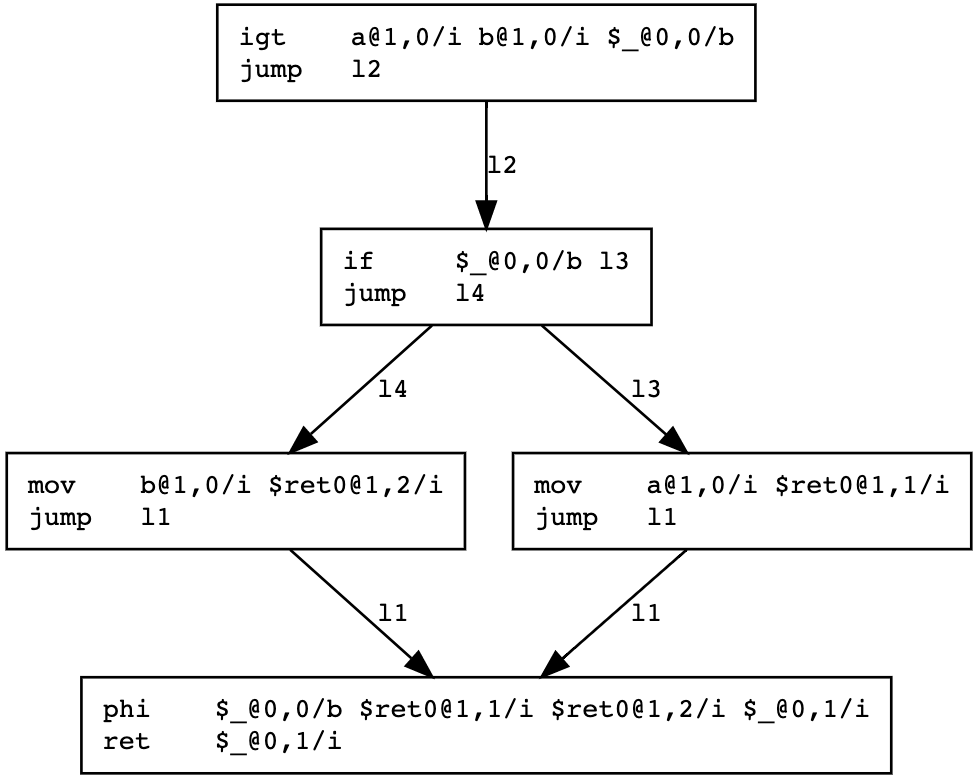 igt    a@1,0/i b@1,0/i $_@0,0/b
jump   l2
l2
if     $_@0,0/b l3
jump   l4
l4
l3
mov    b@1,0/i $ret0@1,2/i
jump   l1
mov    a@1,0/i $ret0@1,1/i
jump   l1
l1
l1
phi    $_@0,0/b $ret0@1,1/i $ret0@1,2/i $_@0,1/i
ret    $_@0,1/i